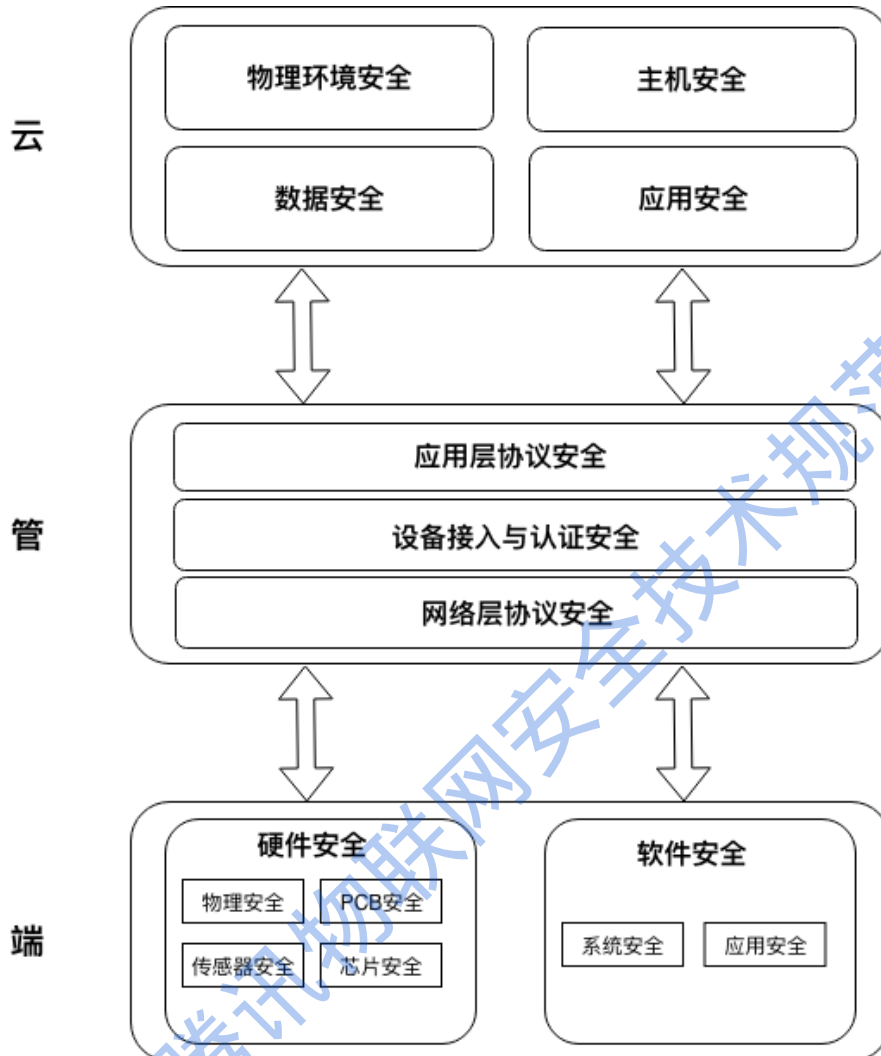 物理环境安全
主机安全
云
数据安全
应用安全
应用层协议安全
管
设备接入与认证安全
网络层协议安全
硬件安全
软件安全
物理安全
PCB安全
端
系统安全
应用安全
传感器安全
芯片安全
腾讯物联网安全技术规范